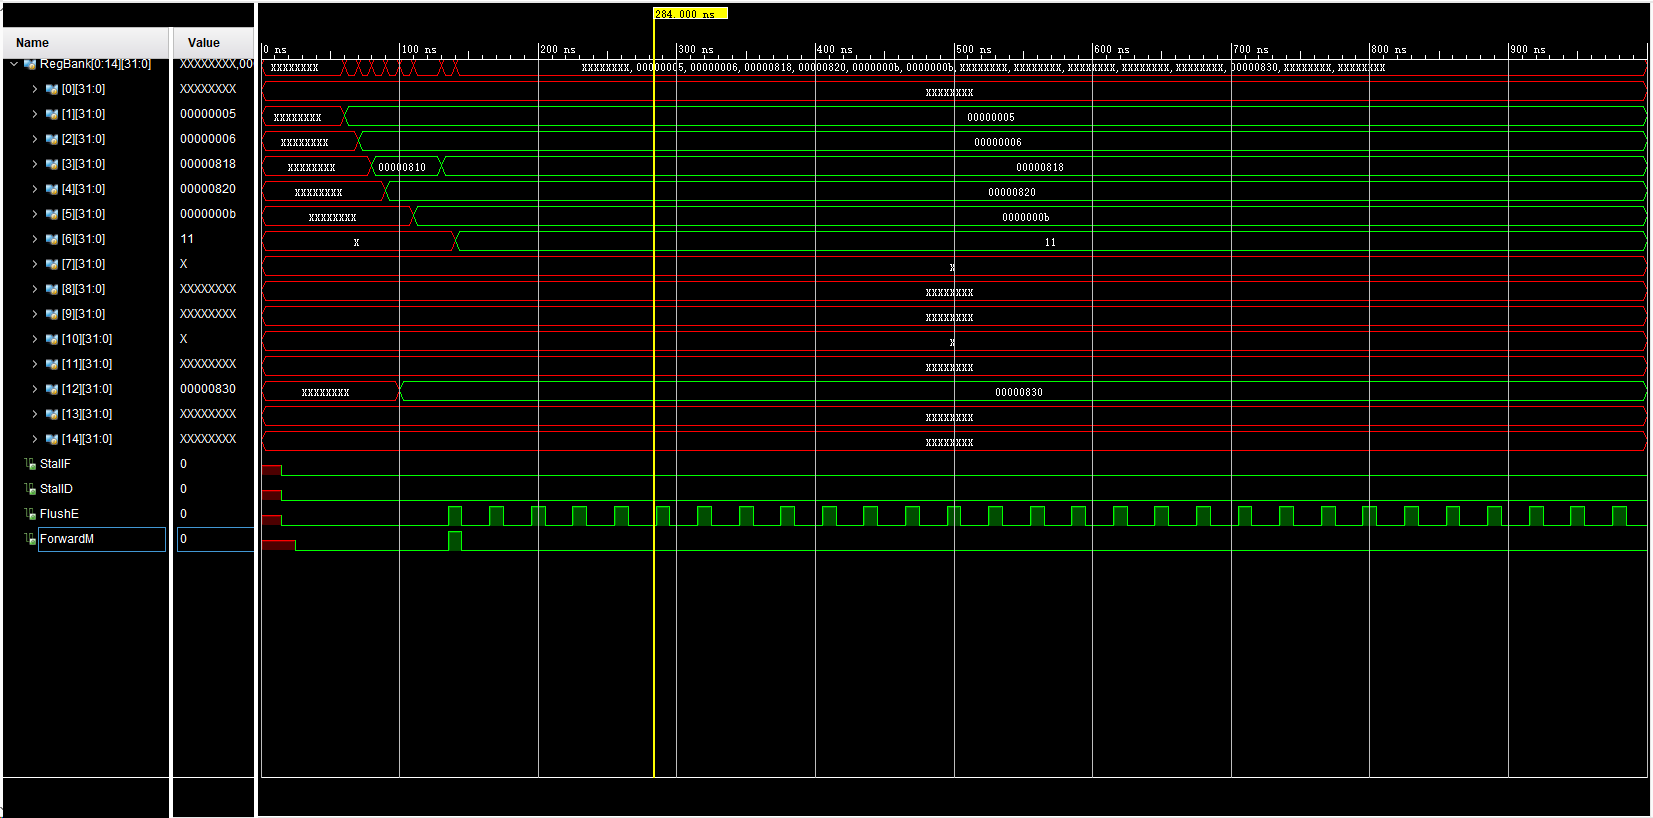 284.000 ns
Name Value
0 ns 100 ns 200 ns 300 ns 400 ns 500 ns 600 ns 700 ns 800 ns 900 ns
RegBank[0:14][31:0] XXXXXXXX,00 XXXXXXXX XXXXXXXX,00000005,00000006,00000818,00000820,0000000b,0000000b,XXXXXXXX,XXXXXXXX,XXXXXXXX,XXXXXXXX,XXXXXXXX,00000830,XXXXXXXX,XXXXXXXX
[0][31:0] XXXXXXXX XXXXXXXX
[1][31:0] 00000005 XXXXXXXX 00000005
[2][31:0] 00000006 XXXXXXXX 00000006
[3][31:0] 00000818 XXXXXXXX 00000810 00000818
[4][31:0] 00000820 XXXXXXXX 00000820
[5][31:0] 0000000b XXXXXXXX 0000000b
[6][31:0] 11 X 11
[7][31:0] X X
[8][31:0] XXXXXXXX XXXXXXXX
[9][31:0] XXXXXXXX XXXXXXXX
[10][31:0] X X
[11][31:0] XXXXXXXX XXXXXXXX
[12][31:0] 00000830 XXXXXXXX 00000830
[13][31:0] XXXXXXXX XXXXXXXX
[14][31:0] XXXXXXXX XXXXXXXX
StallF 0
StallD 0
FlushE 0
ForwardM 0